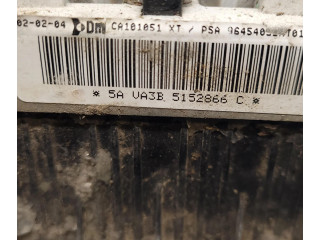 02-02-04 Dm CA101051 XT / PSA
* 5A VA3B 5152866 C *